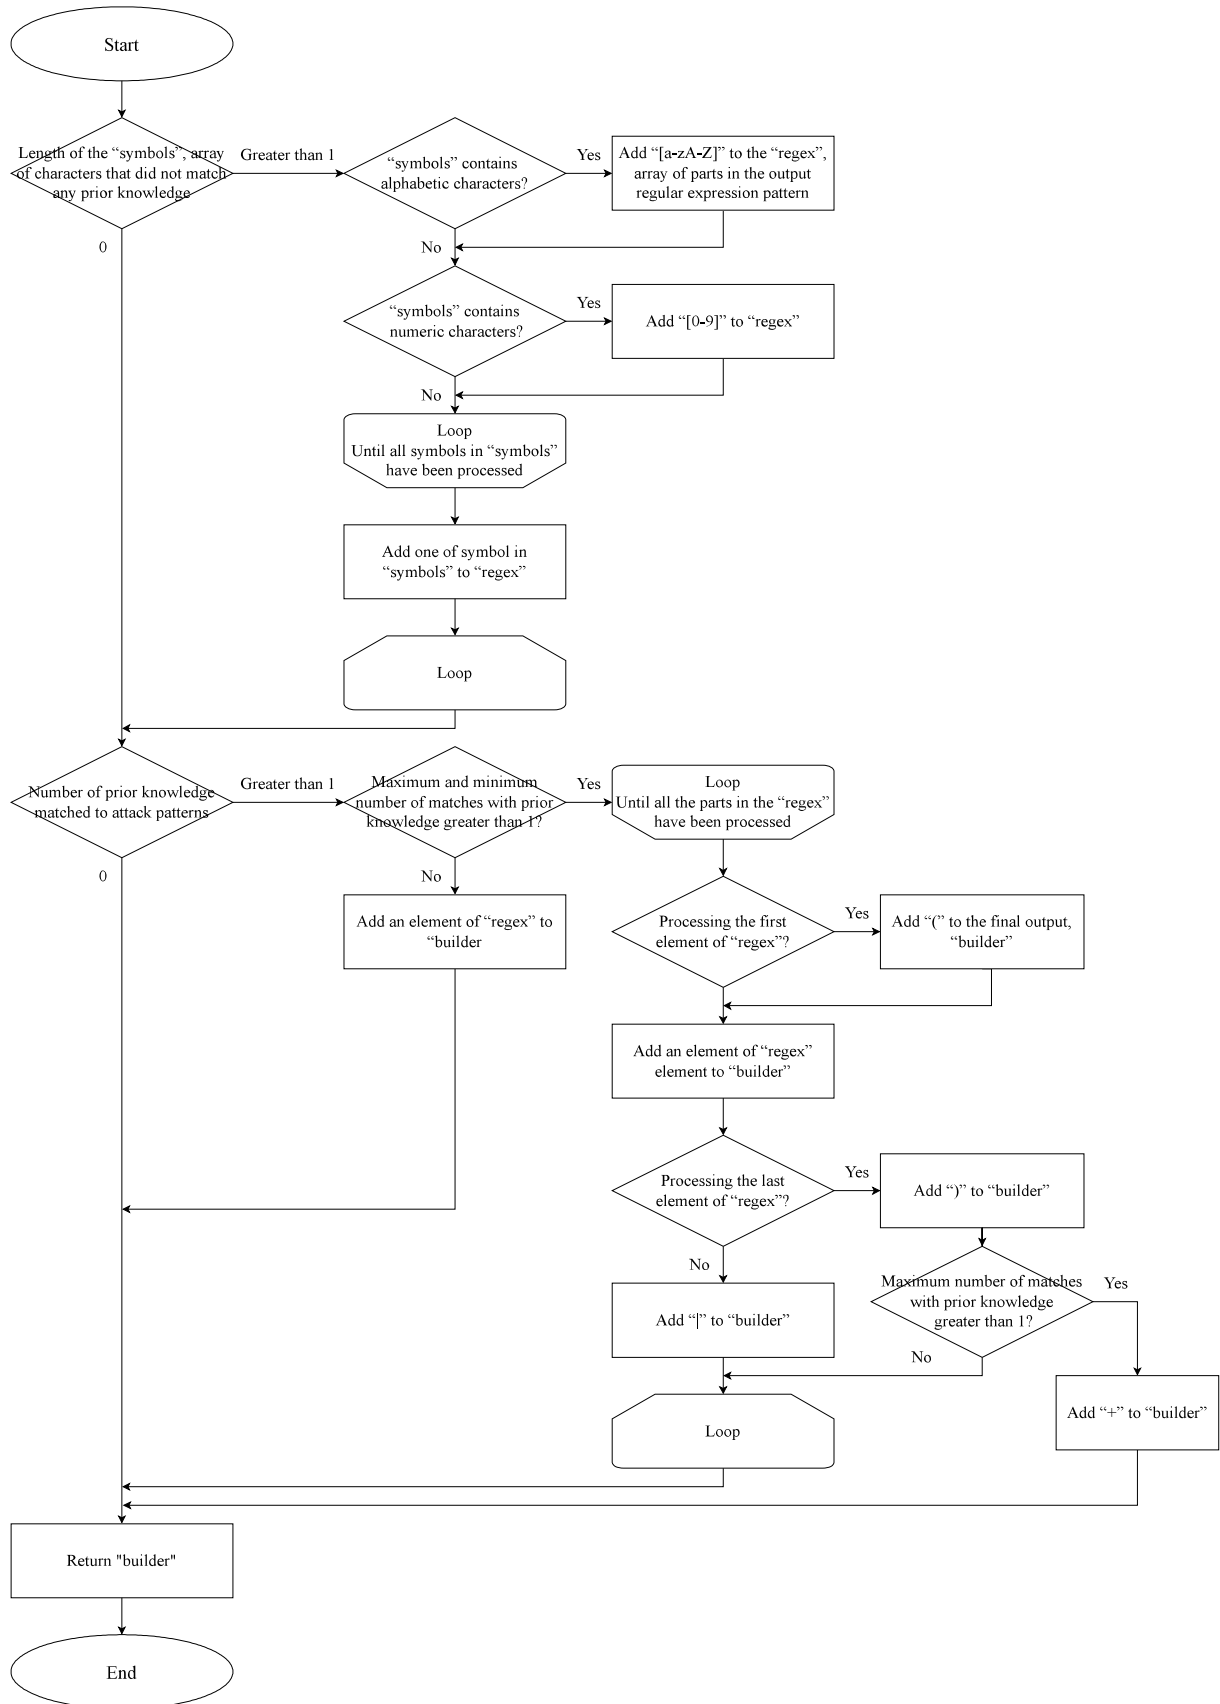 Start
Length of the “symbols”, array
of characters that did not match
any prior knowledge
Greater than 1
“symbols” contains
alphabetic characters?
Yes
Add “[a-zA-Z]” to the “regex”,
array of parts in the output
regular expression pattern
0
No
“symbols” contains
numeric characters?
Yes
Add “[0-9]” to “regex”
No
Loop
Until all symbols in “symbols”
have been processed
Add one of symbol in
“symbols” to “regex”
Loop
Number of prior knowledge
matched to attack patterns
Greater than 1
Maximum and minimum
number of matches with prior
knowledge greater than 1?
Yes
Loop
Until all the parts in the “regex”
have been processed
0
No
Add an element of “regex” to
“builder
Processing the first
element of “regex”?
Yes
Add “(” to the final output,
“builder”
Add an element of “regex”
element to “builder”
Processing the last
element of “regex”?
Yes
Add “)” to “builder”
No
Maximum number of matches
with prior knowledge
greater than 1?
Yes
Add “|” to “builder”
No
Add “+” to “builder”
Loop
Return "builder"
End